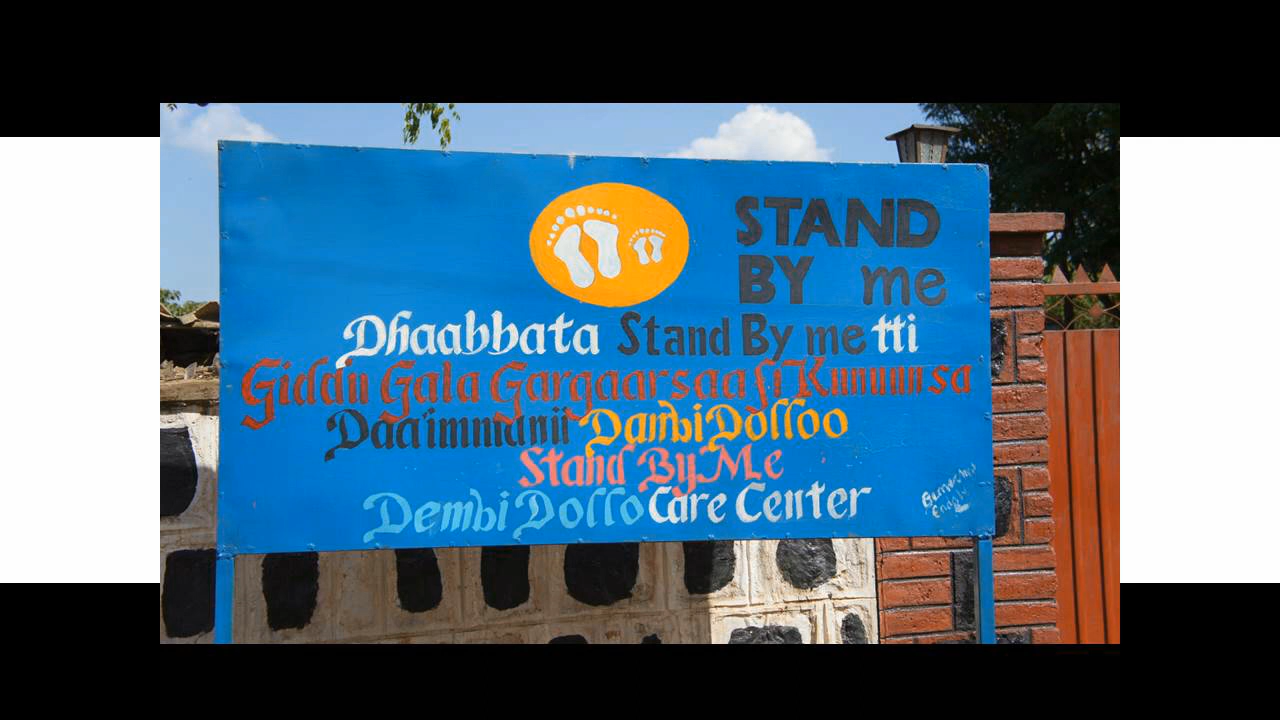 STAND
BY me
Dhaabbata Stand By me tti
Giddu Gala Gargaarsaa fi Kunuunsa
Daa'immanii Dambi Dolloo
Stand By Me
Dembi Dollo Care Center